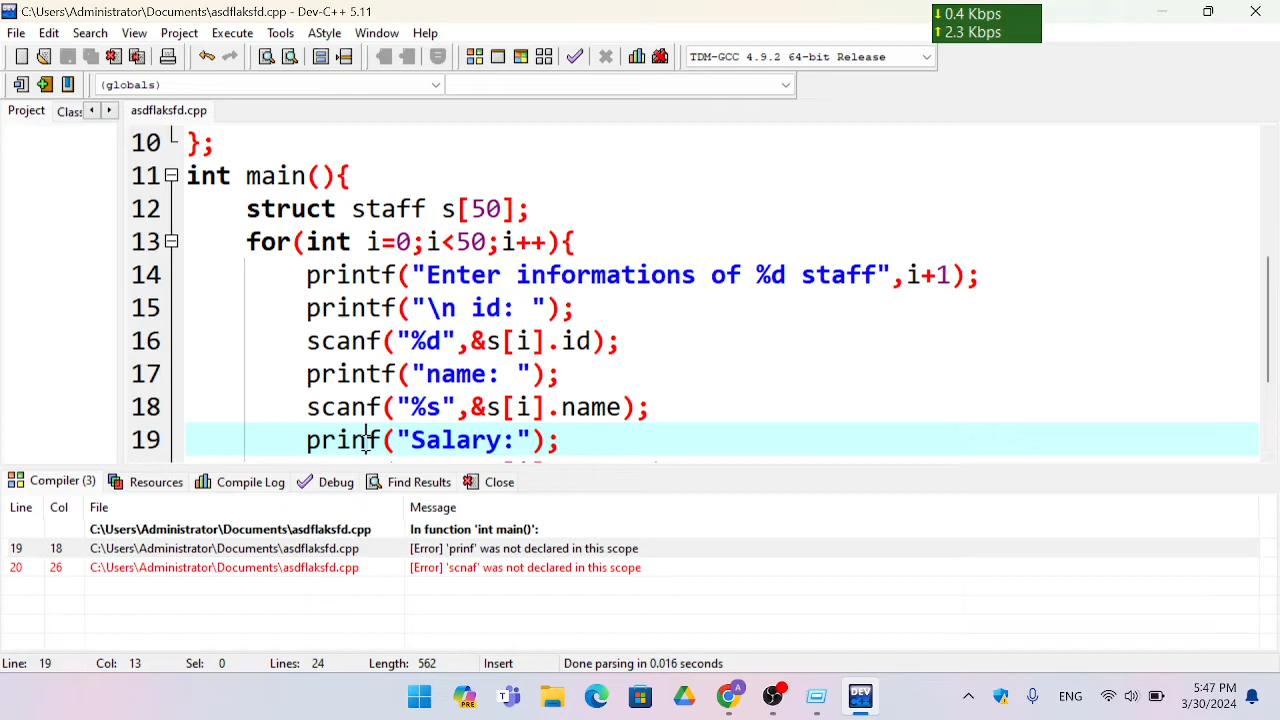 C:\Users\Administrator\Documents\asdflaksfd.cpp - Dev-C++ 5.11
0.4 Kbps
2.3 Kbps
File Edit Search View Project Execute Tools AStyle Window Help
TDM-GCC 4.9.2 64-bit Release
(globals)
Project Clas asdflaksfd.cpp
10 };
11 int main(){
12 struct staff s[50];
13 for(int i=0;i<50;i++){
14 printf("Enter informations of %d staff",i+1);
15 printf("\n id: ");
16 scanf("%d",&s[i].id);
17 printf("name: ");
18 scanf("%s",&s[i].name);
19 prinf("Salary:");
Compiler (3) Resources Compile Log Debug Find Results Close
Line Col File Message
C:\Users\Administrator\Documents\asdflaksfd.cpp In function 'int main()':
19 18 C:\Users\Administrator\Documents\asdflaksfd.cpp [Error] 'prinf' was not declared in this scope
20 26 C:\Users\Administrator\Documents\asdflaksfd.cpp [Error] 'scnaf' was not declared in this scope
Line: 19 Col: 13 Sel: 0 Lines: 24 Length: 562 Insert Done parsing in 0.016 seconds
PRE
A
DEV
C++
ENG
5:47 PM
3/30/2024